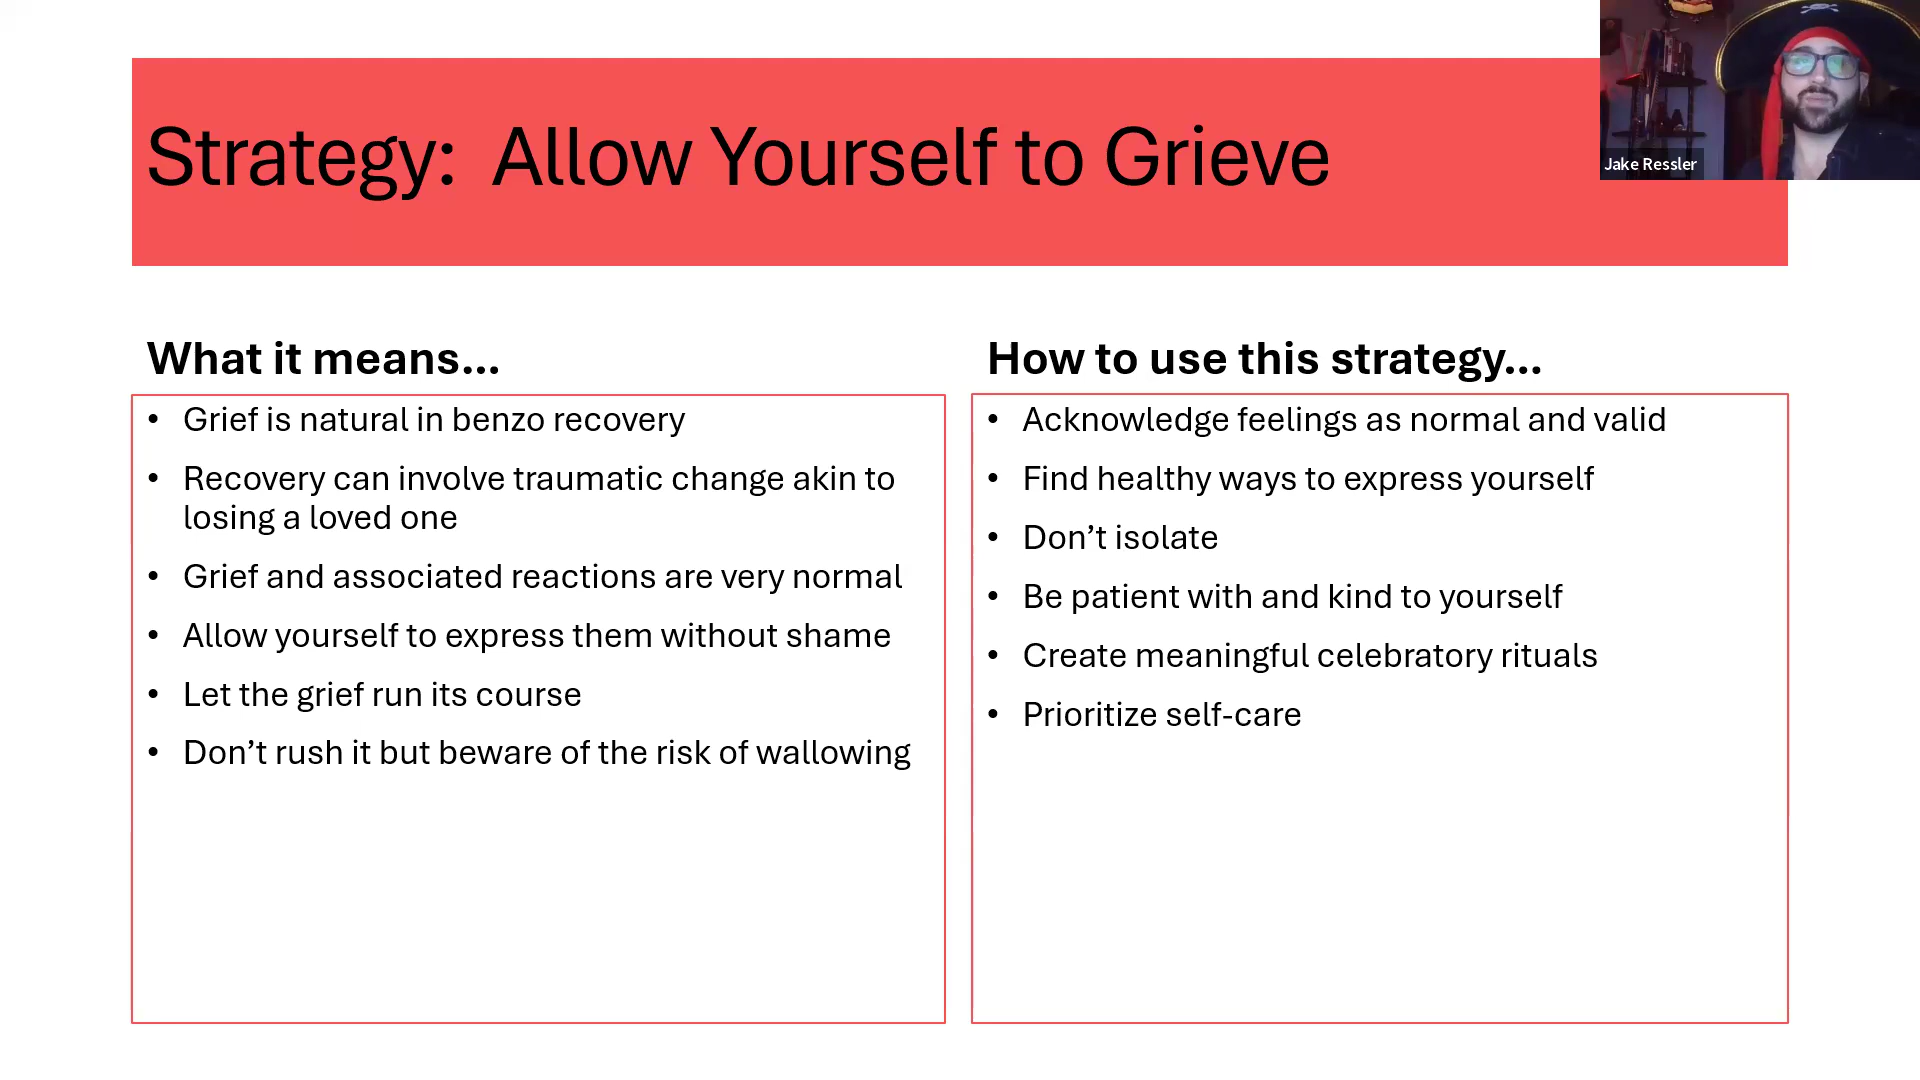 Strategy:  Allow Yourself to Grieve
Jake Ressler
What it means...
• Grief is natural in benzo recovery
• Recovery can involve traumatic change akin to
losing a loved one
• Grief and associated reactions are very normal
• Allow yourself to express them without shame
• Let the grief run its course
• Don’t rush it but beware of the risk of wallowing
How to use this strategy...
• Acknowledge feelings as normal and valid
• Find healthy ways to express yourself
• Don’t isolate
• Be patient with and kind to yourself
• Create meaningful celebratory rituals
• Prioritize self-care